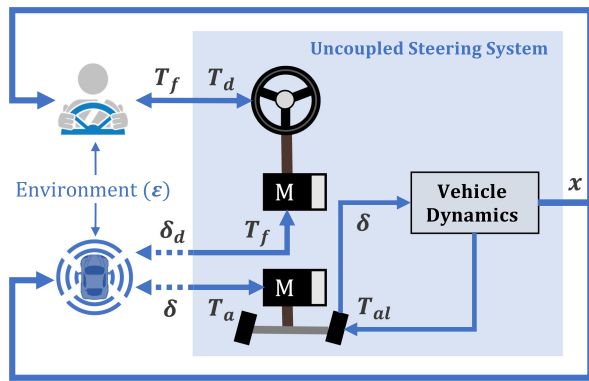 Uncoupled Steering System
T_f T_d
M
Environment (ε)
Vehicle
Dynamics
x
δ
δ_d T_f
M
δ T_a
T_al